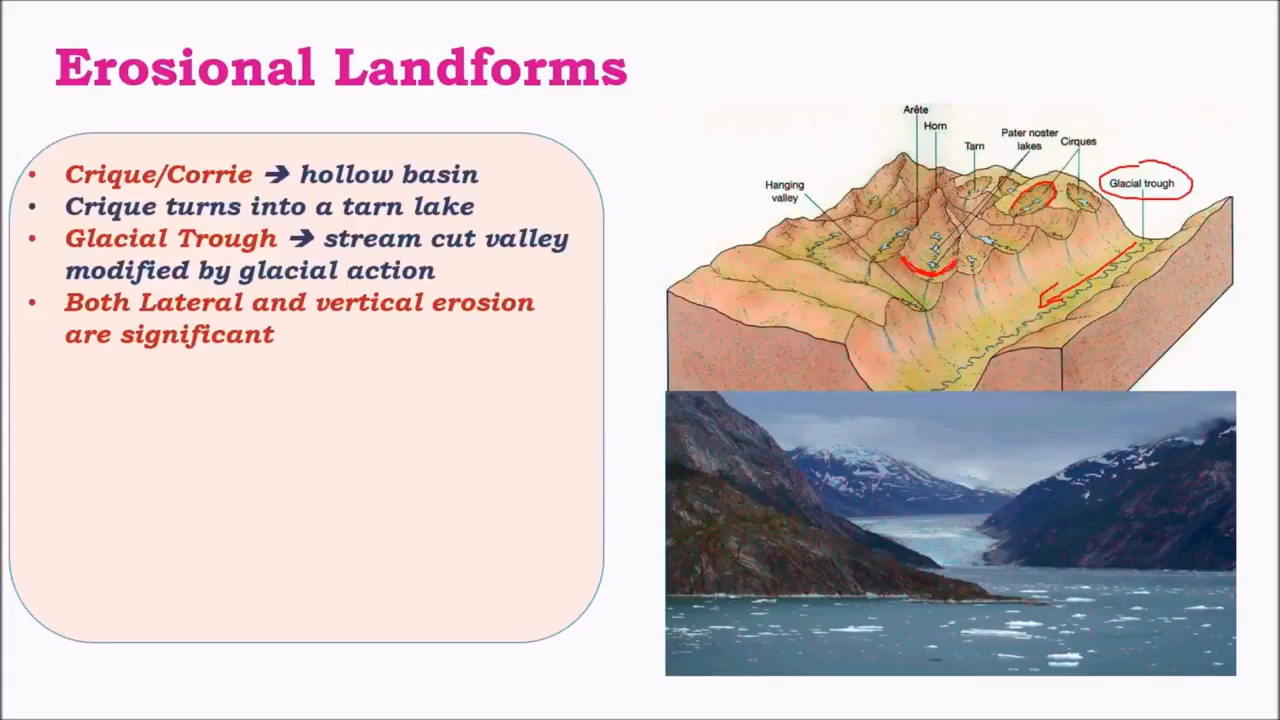 Erosional Landforms
• Crique/Corrie ➔ hollow basin
• Crique turns into a tarn lake
• Glacial Trough ➔ stream cut valley
modified by glacial action
• Both Lateral and vertical erosion
are significant
Arête
Horn
Tarn
Pater noster
lakes
Cirques
Hanging
valley
Glacial trough